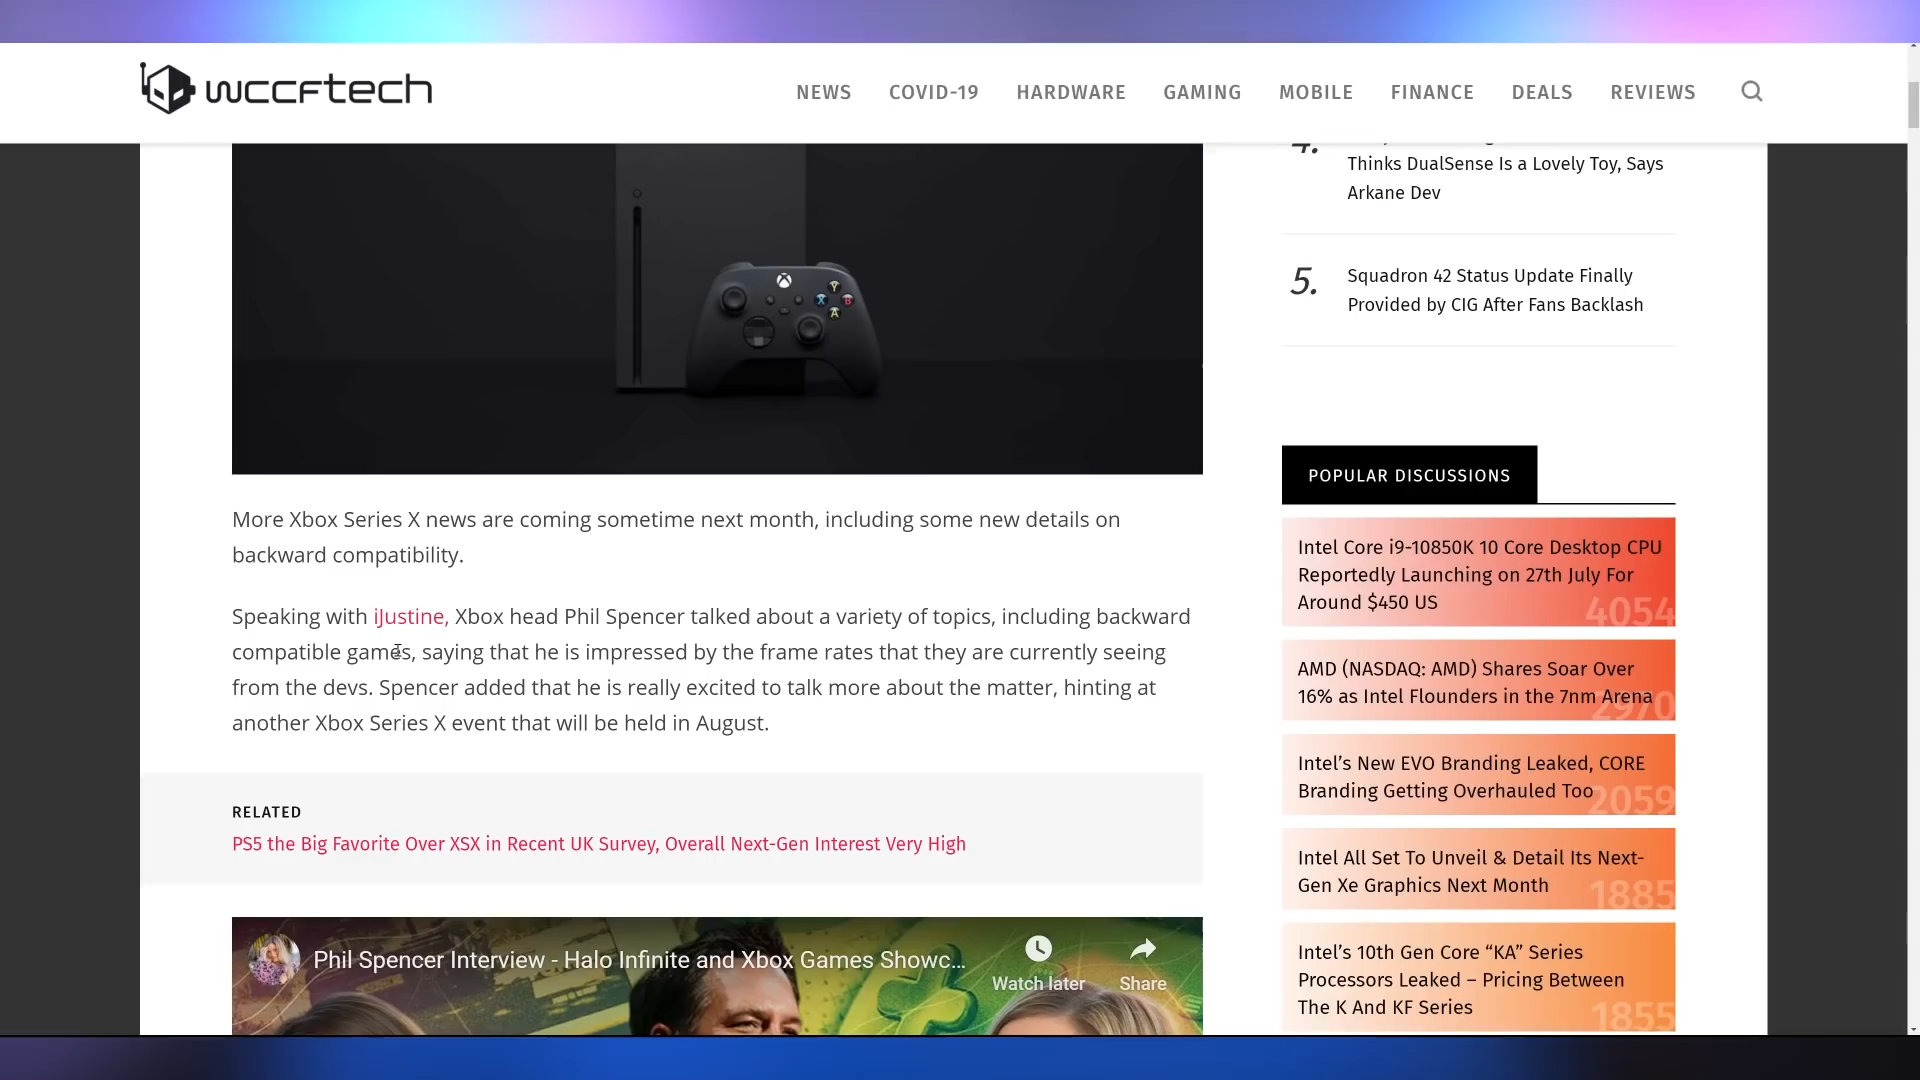 wccftech
NEWS COVID-19 HARDWARE GAMING MOBILE FINANCE DEALS REVIEWS
Y
X B
A
More Xbox Series X news are coming sometime next month, including some new details on
backward compatibility.
Speaking with iJustine, Xbox head Phil Spencer talked about a variety of topics, including backward
compatible games, saying that he is impressed by the frame rates that they are currently seeing
from the devs. Spencer added that he is really excited to talk more about the matter, hinting at
another Xbox Series X event that will be held in August.
RELATED
PS5 the Big Favorite Over XSX in Recent UK Survey, Overall Next-Gen Interest Very High
Phil Spencer Interview - Halo Infinite and Xbox Games Showc...
Watch later
Share
4.
Thinks DualSense Is a Lovely Toy, Says
Arkane Dev
5.
Squadron 42 Status Update Finally
Provided by CIG After Fans Backlash
POPULAR DISCUSSIONS
Intel Core i9-10850K 10 Core Desktop CPU
Reportedly Launching on 27th July For
Around $450 US
4054
AMD (NASDAQ: AMD) Shares Soar Over
16% as Intel Flounders in the 7nm Arena
2970
Intel’s New EVO Branding Leaked, CORE
Branding Getting Overhauled Too
2059
Intel All Set To Unveil & Detail Its Next-
Gen Xe Graphics Next Month
1885
Intel’s 10th Gen Core “KA” Series
Processors Leaked – Pricing Between
The K And KF Series
1855